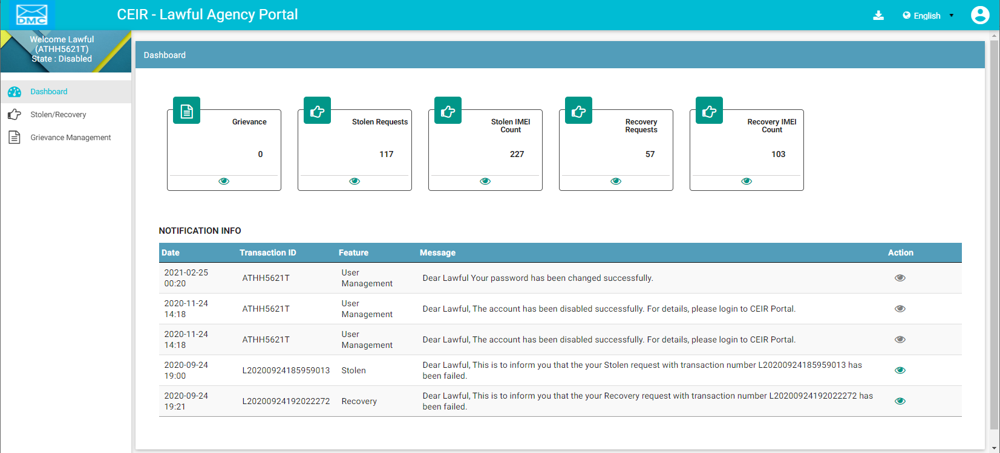 DMC
CEIR - Lawful Agency Portal
English
Welcome Lawful
(ATHH5621T)
State : Disabled
Dashboard
Stolen/Recovery
Grievance Management
Dashboard
Grievance
0
Stolen Requests
117
Stolen IMEI
Count
227
Recovery
Requests
57
Recovery IMEI
Count
103
NOTIFICATION INFO
Date Transaction ID Feature Message Action
2021-02-25
00:20
ATHH5621T
User
Management
Dear Lawful Your password has been changed successfully.
2020-11-24
14:18
ATHH5621T
User
Management
Dear Lawful, The account has been disabled successfully. For details, please login to CEIR Portal.
2020-11-24
14:18
ATHH5621T
User
Management
Dear Lawful, The account has been disabled successfully. For details, please login to CEIR Portal.
2020-09-24
19:00
L20200924185959013
Stolen
Dear Lawful, This is to inform you that the your Stolen request with transaction number L20200924185959013 has
been failed.
2020-09-24
19:21
L20200924192022272
Recovery
Dear Lawful, This is to inform you that the your Recovery request with transaction number L20200924192022272 has
been failed.